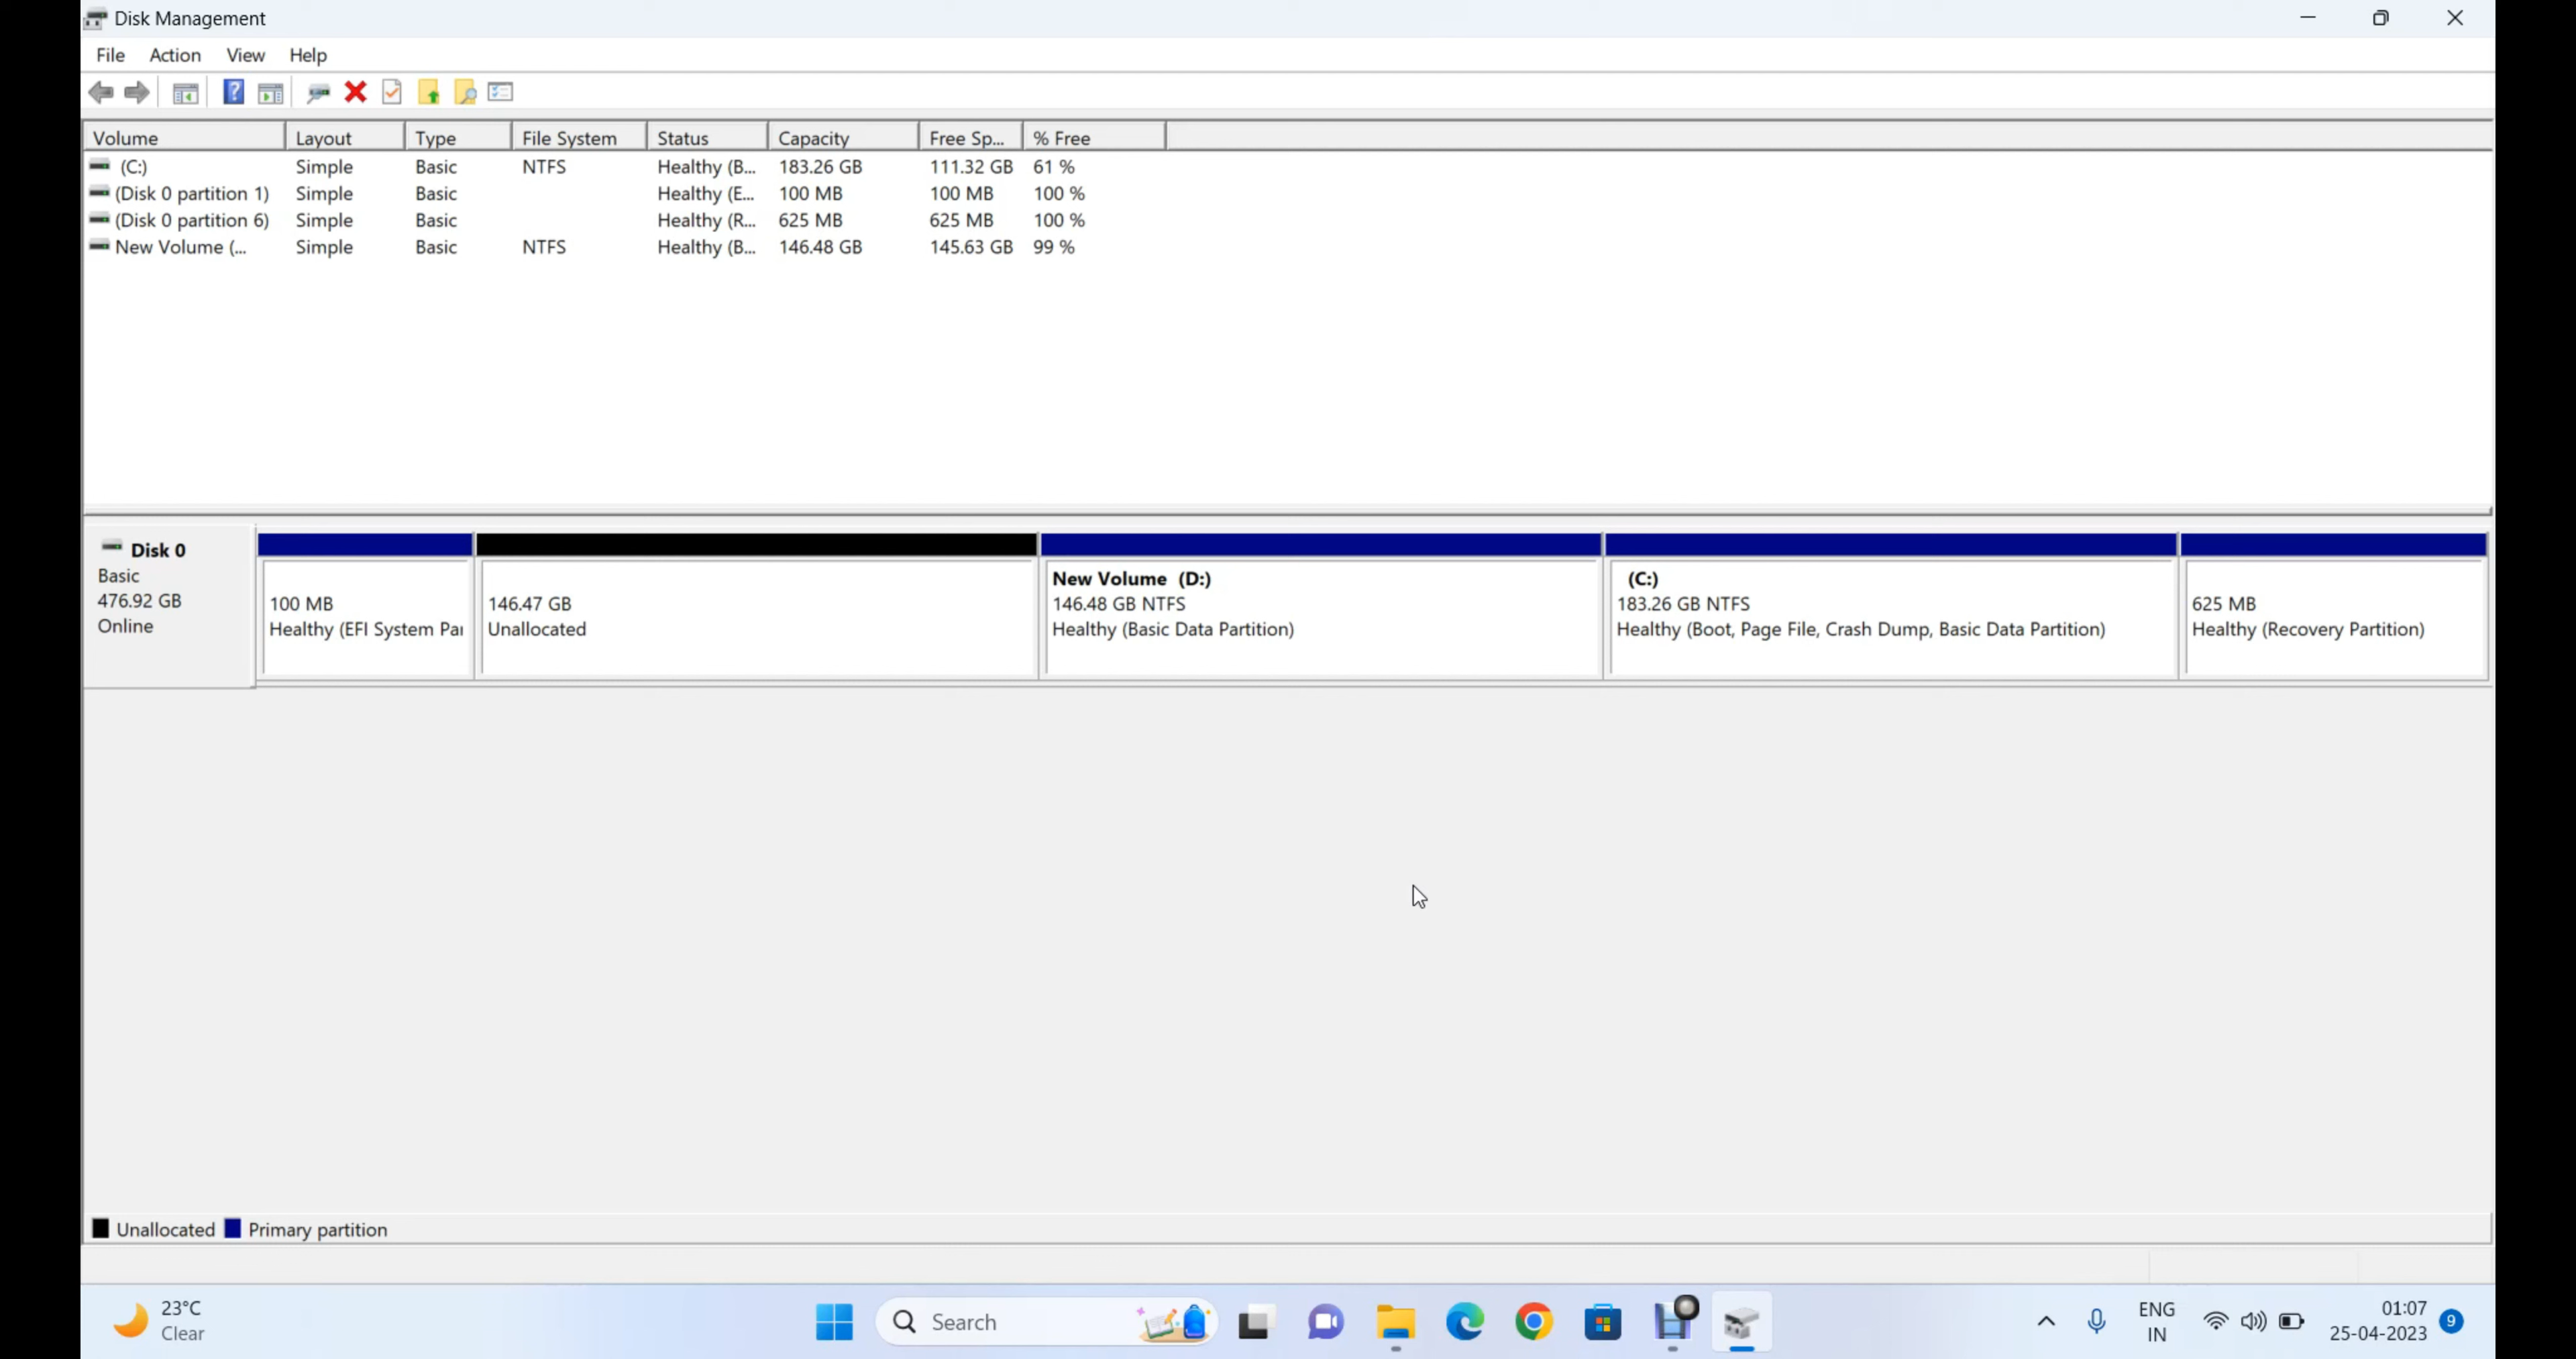 Disk Management
File Action View Help
Volume Layout Type File System Status Capacity Free Sp... % Free
(C:) Simple Basic NTFS Healthy (B... 183.26 GB 111.32 GB 61 %
(Disk 0 partition 1) Simple Basic Healthy (E... 100 MB 100 MB 100 %
(Disk 0 partition 6) Simple Basic Healthy (R... 625 MB 625 MB 100 %
New Volume (... Simple Basic NTFS Healthy (B... 146.48 GB 145.63 GB 99 %
Disk 0
Basic
476.92 GB
Online
100 MB
Healthy (EFI System Par
146.47 GB
Unallocated
New Volume (D:)
146.48 GB NTFS
Healthy (Basic Data Partition)
(C:)
183.26 GB NTFS
Healthy (Boot, Page File, Crash Dump, Basic Data Partition)
625 MB
Healthy (Recovery Partition)
Unallocated Primary partition
23°C
Clear
Search
ENG
IN
01:07
25-04-2023
9